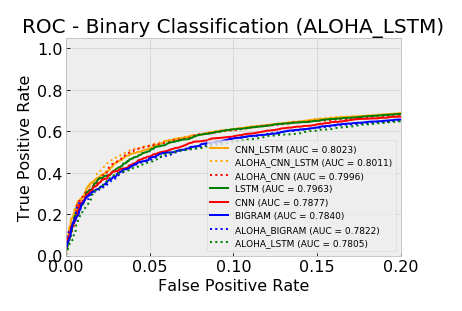 ROC - Binary Classification (ALOHA_LSTM)
True Positive Rate
1.0
0.8
0.6
0.4
0.2
0.0
CNN_LSTM (AUC = 0.8023)
ALOHA_CNN_LSTM (AUC = 0.8011)
ALOHA_CNN (AUC = 0.7996)
LSTM (AUC = 0.7963)
CNN (AUC = 0.7877)
BIGRAM (AUC = 0.7840)
ALOHA_BIGRAM (AUC = 0.7822)
ALOHA_LSTM (AUC = 0.7805)
0.00 0.05 0.10 0.15 0.20
False Positive Rate